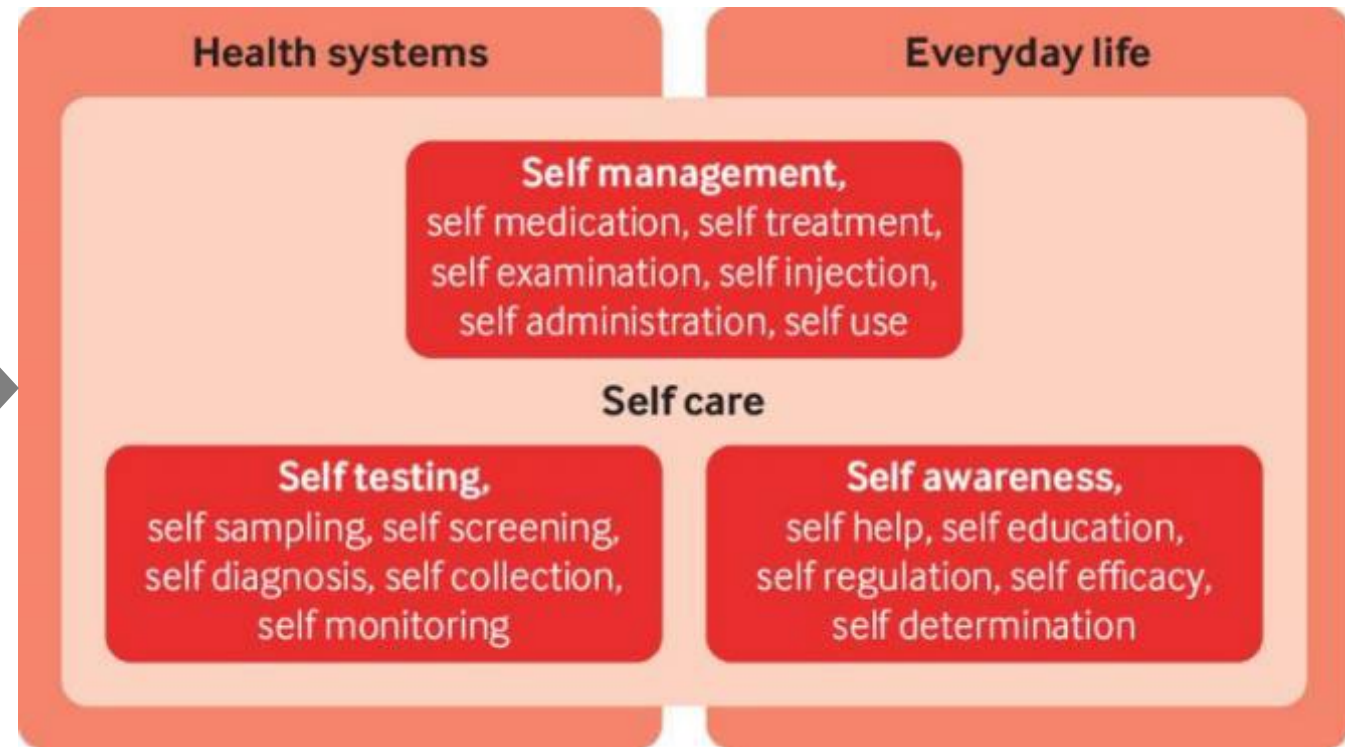 Health systems
Everyday life
Self management,
self medication, self treatment,
self examination, self injection,
self administration, self use
Self care
Self testing,
self sampling, self screening,
self diagnosis, self collection,
self monitoring
Self awareness,
self help, self education,
self regulation, self efficacy,
self determination